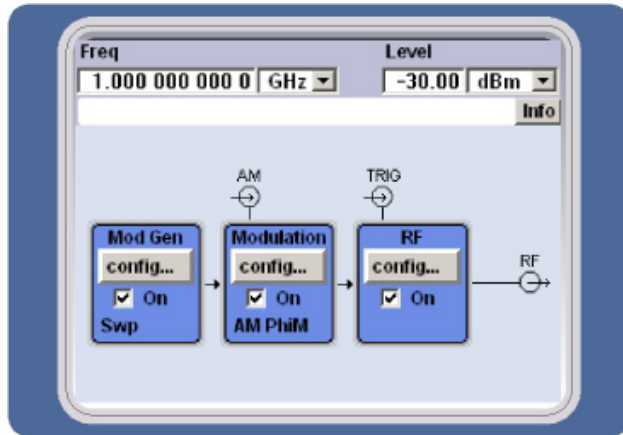 Freq Level
1.000 000 000 0 GHz -30.00 dBm
Info
AM TRIG
Mod Gen Modulation RF
config... config... config... RF
On On On
Swp AM PhiM